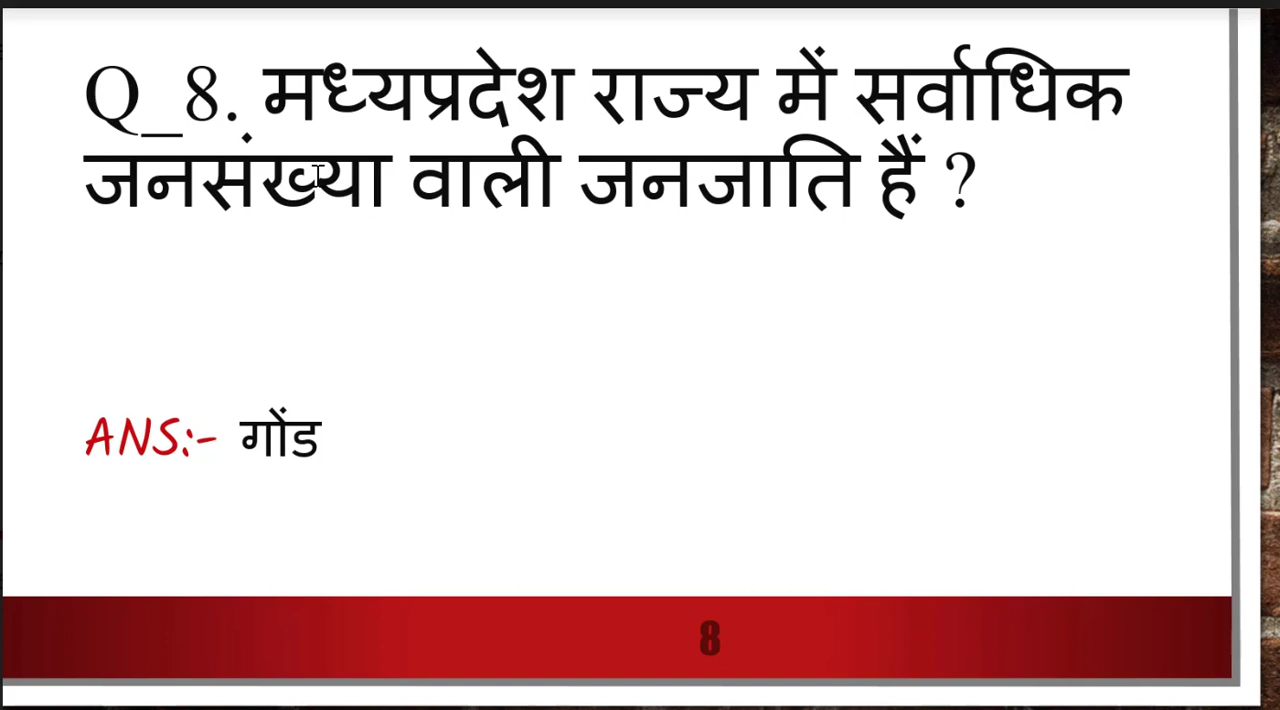 Q_8. मध्यप्रदेश राज्य में सर्वाधिक
जनसंख्या वाली जनजाति हैं ?
ANS:- गोंड
8